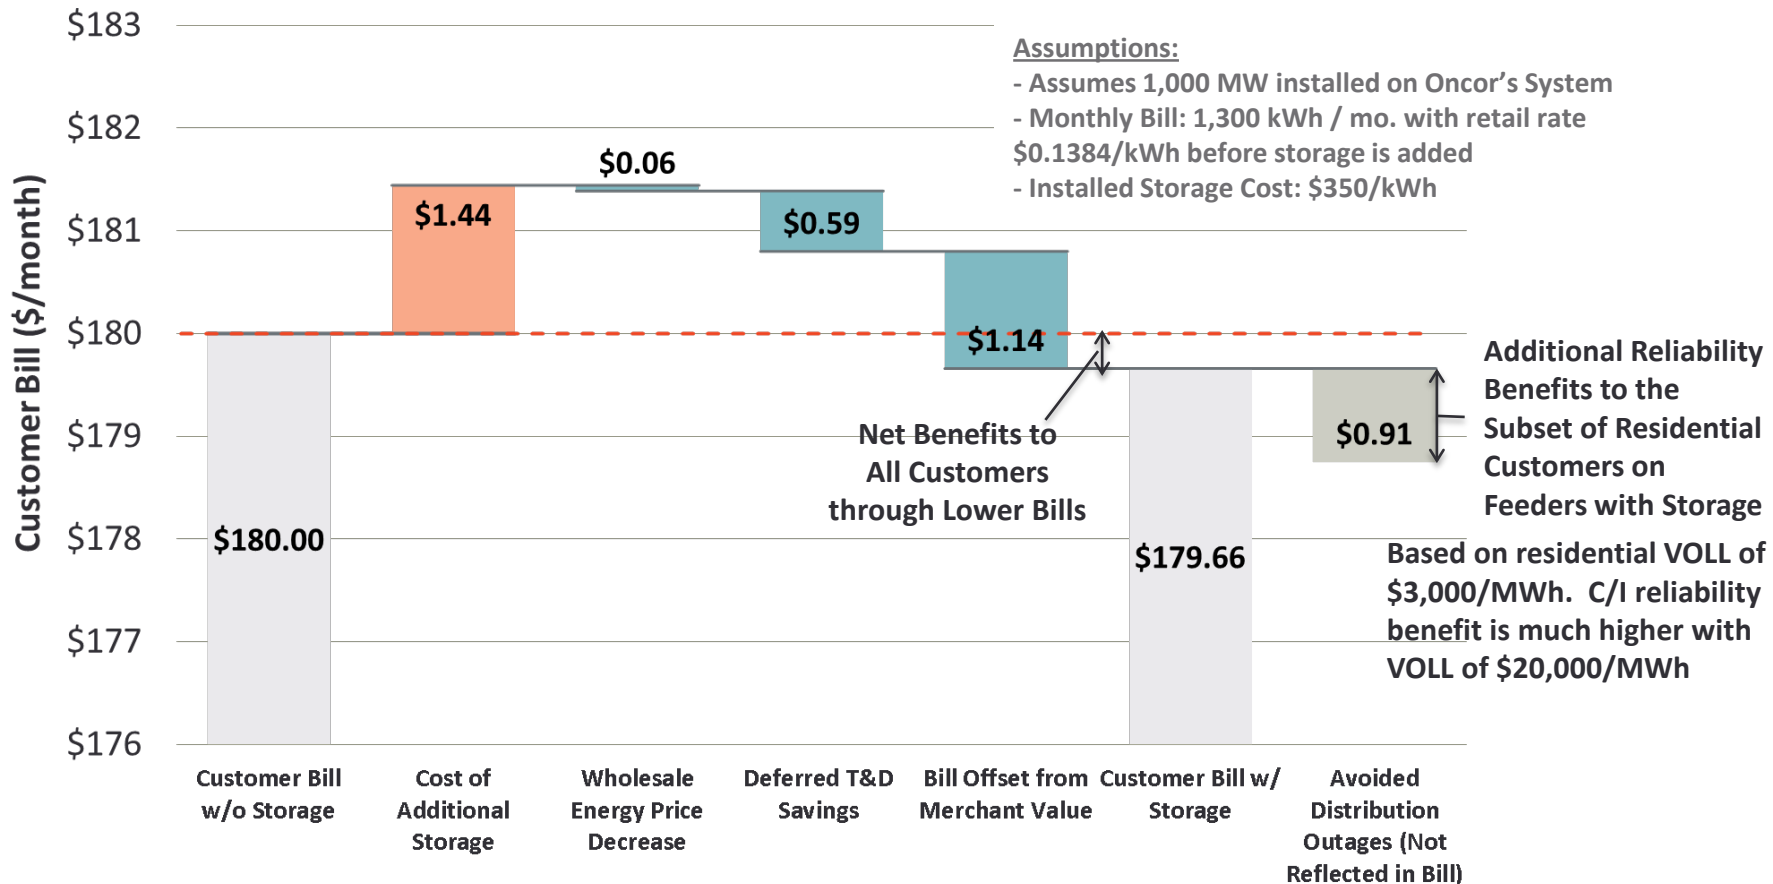 $183
$182
$181
$180
$179
$178
$177
$176
Customer Bill ($/month)
Assumptions:
- Assumes 1,000 MW installed on Oncor’s System
- Monthly Bill: 1,300 kWh / mo. with retail rate
$0.1384/kWh before storage is added
- Installed Storage Cost: $350/kWh
$180.00
$1.44
$0.06
$0.59
$1.14
$179.66
$0.91
Net Benefits to
All Customers
through Lower Bills
Additional Reliability
Benefits to the
Subset of Residential
Customers on
Feeders with Storage
Based on residential VOLL of
$3,000/MWh.  C/I reliability
benefit is much higher with
VOLL of $20,000/MWh
Customer Bill
w/o Storage
Cost of
Additional
Storage
Wholesale
Energy Price
Decrease
Deferred T&D
Savings
Bill Offset from
Merchant Value
Customer Bill w/
Storage
Avoided
Distribution
Outages (Not
Reflected in Bill)